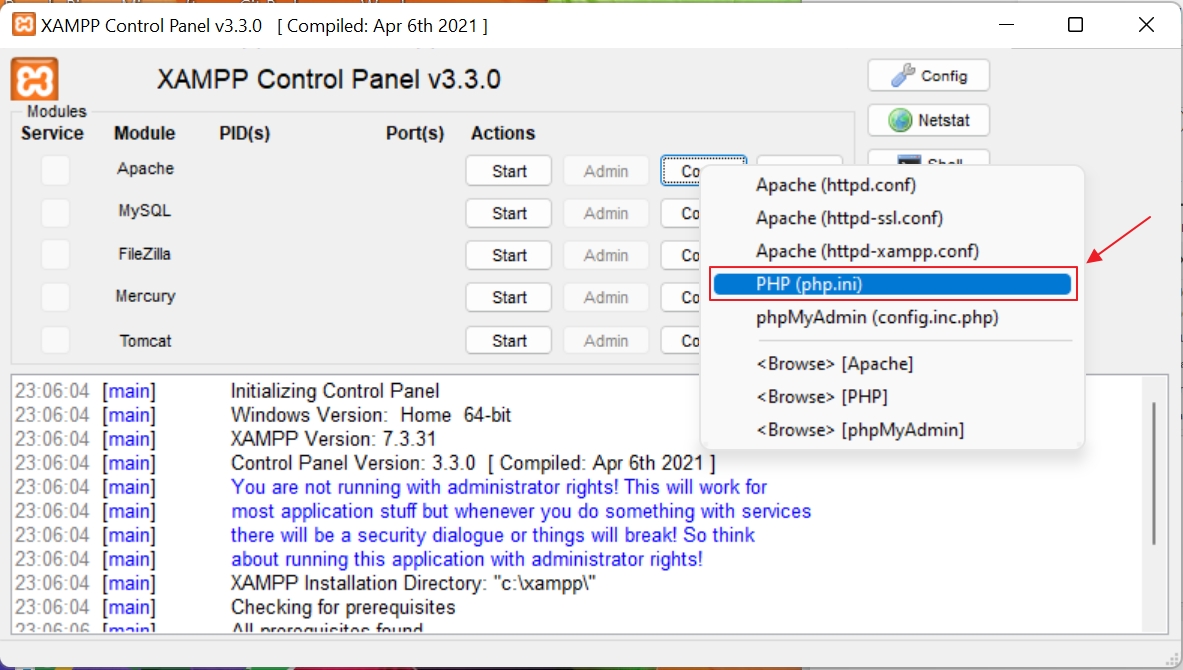 XAMPP Control Panel v3.3.0 [ Compiled: Apr 6th 2021 ]
XAMPP Control Panel v3.3.0
Config
Netstat
Shell
Modules
Service Module PID(s) Port(s) Actions
Apache Start Admin Co
MySQL Start Admin Co
FileZilla Start Admin Co
Mercury Start Admin Co
Tomcat Start Admin Co
Apache (httpd.conf)
Apache (httpd-ssl.conf)
Apache (httpd-xampp.conf)
PHP (php.ini)
phpMyAdmin (config.inc.php)
<Browse> [Apache]
<Browse> [PHP]
<Browse> [phpMyAdmin]
23:06:04 [main] Initializing Control Panel
23:06:04 [main] Windows Version: Home 64-bit
23:06:04 [main] XAMPP Version: 7.3.31
23:06:04 [main] Control Panel Version: 3.3.0 [ Compiled: Apr 6th 2021 ]
23:06:04 [main] You are not running with administrator rights! This will work for
23:06:04 [main] most application stuff but whenever you do something with services
23:06:04 [main] there will be a security dialogue or things will break! So think
23:06:04 [main] about running this application with administrator rights!
23:06:04 [main] XAMPP Installation Directory: "c:\xampp\"
23:06:04 [main] Checking for prerequisites
23:06:06 [main] All prerequisites found